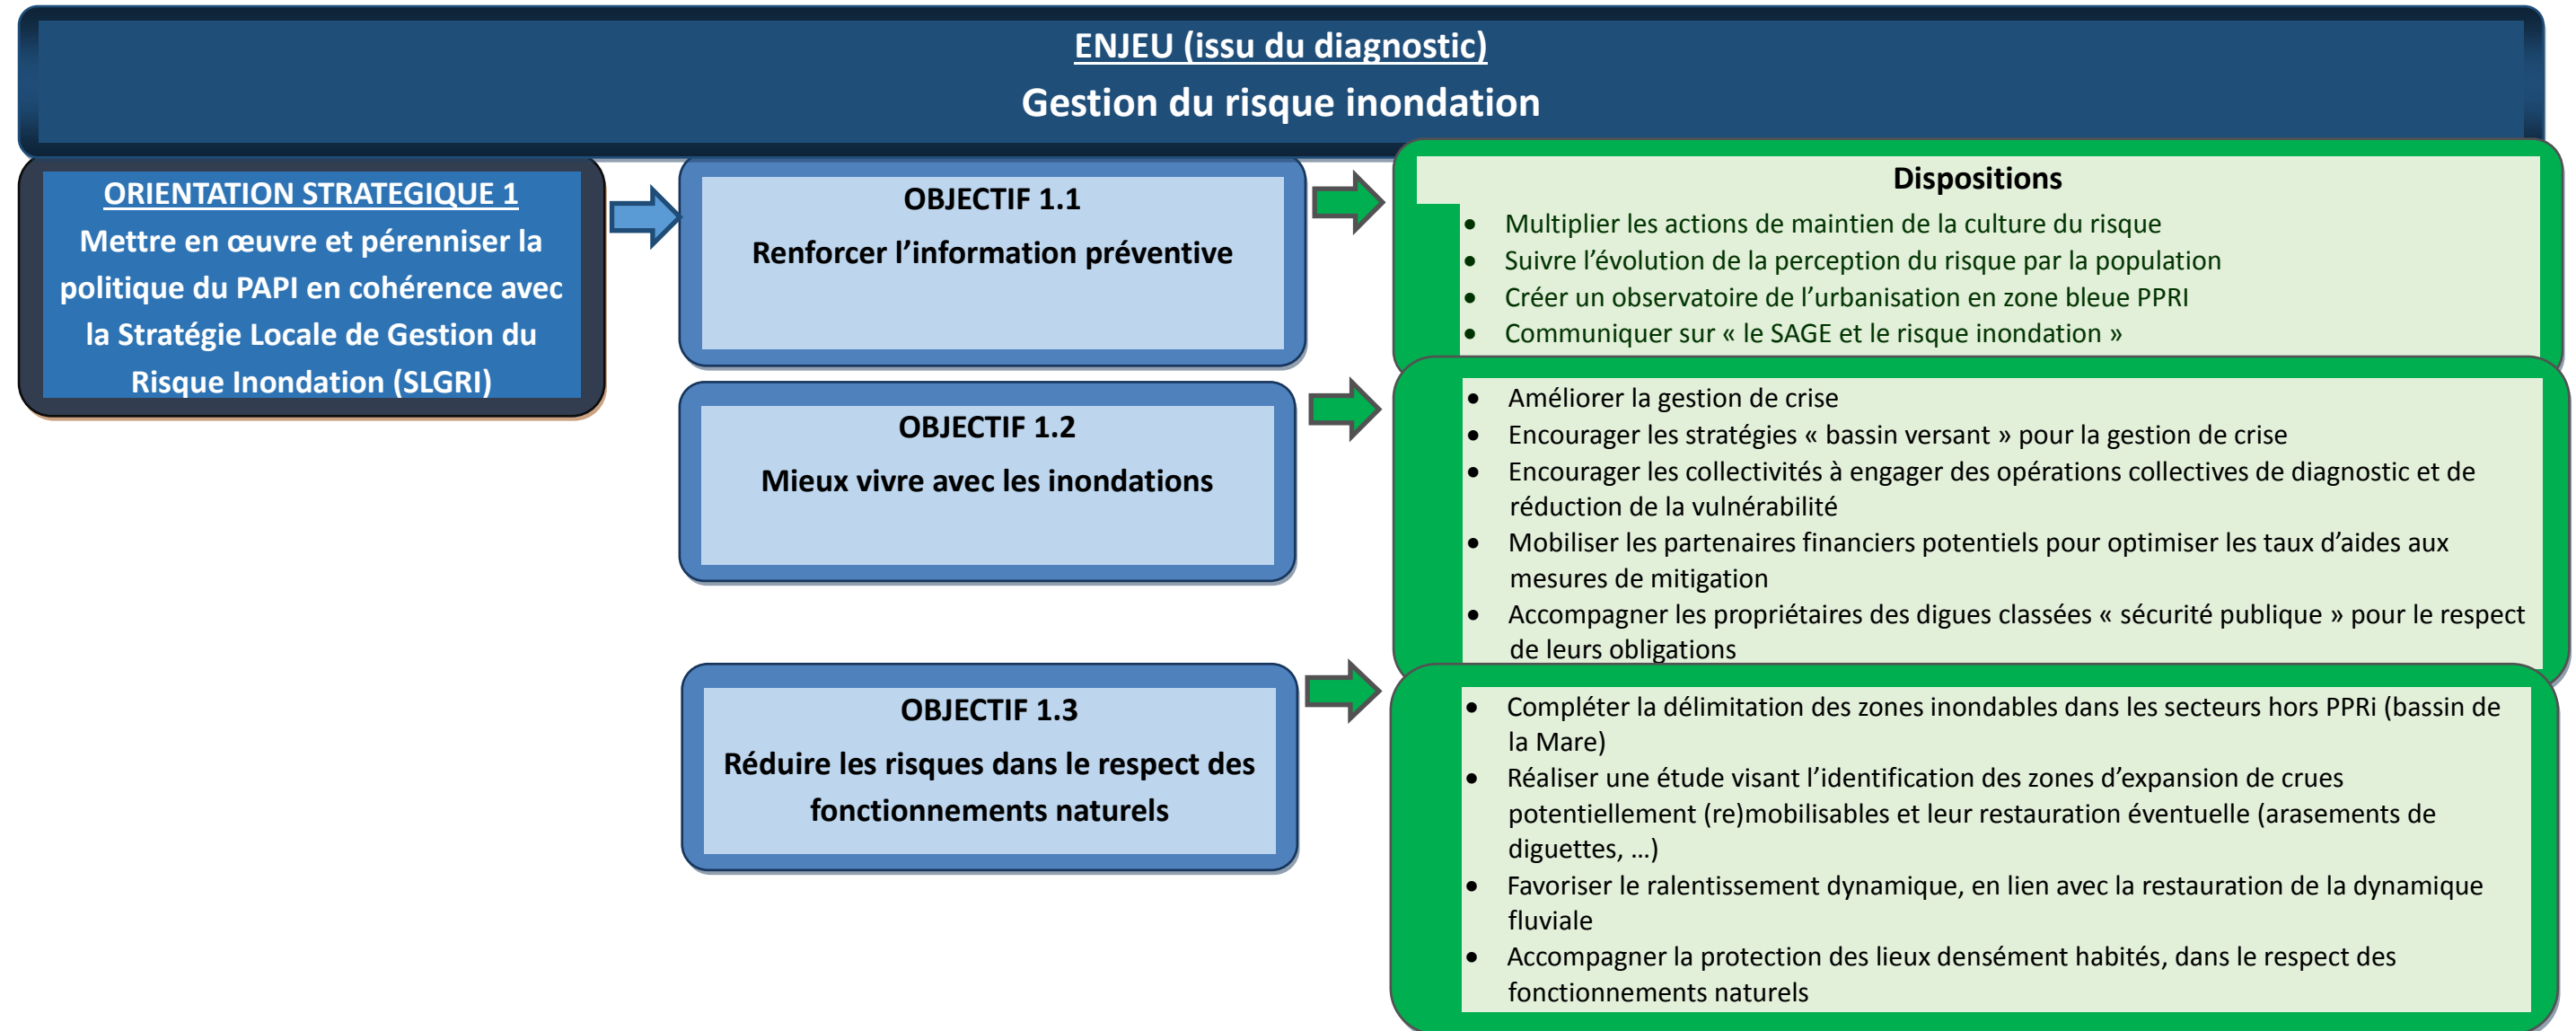 ENJEU (issu du diagnostic)
Gestion du risque inondation
ORIENTATION STRATEGIQUE 1
Mettre en œuvre et pérenniser la
politique du PAPI en cohérence avec
la Stratégie Locale de Gestion du
Risque Inondation (SLGRI)
OBJECTIF 1.1
Renforcer l’information préventive
Dispositions
• Multiplier les actions de maintien de la culture du risque
• Suivre l’évolution de la perception du risque par la population
• Créer un observatoire de l’urbanisation en zone bleue PPRI
• Communiquer sur « le SAGE et le risque inondation »
OBJECTIF 1.2
Mieux vivre avec les inondations
• Améliorer la gestion de crise
• Encourager les stratégies « bassin versant » pour la gestion de crise
• Encourager les collectivités à engager des opérations collectives de diagnostic et de
réduction de la vulnérabilité
• Mobiliser les partenaires financiers potentiels pour optimiser les taux d’aides aux
mesures de mitigation
• Accompagner les propriétaires des digues classées « sécurité publique » pour le respect
de leurs obligations
OBJECTIF 1.3
Réduire les risques dans le respect des
fonctionnements naturels
• Compléter la délimitation des zones inondables dans les secteurs hors PPRi (bassin de
la Mare)
• Réaliser une étude visant l’identification des zones d’expansion de crues
potentiellement (re)mobilisables et leur restauration éventuelle (arasements de
diguettes, …)
• Favoriser le ralentissement dynamique, en lien avec la restauration de la dynamique
fluviale
• Accompagner la protection des lieux densément habités, dans le respect des
fonctionnements naturels